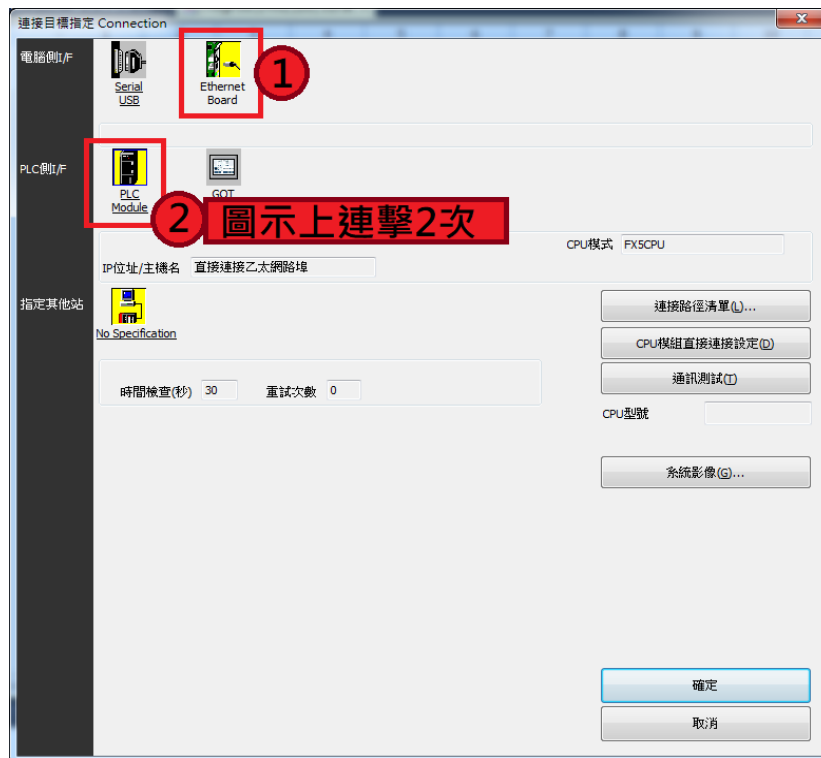 連接目標指定 Connection
電腦側I/F
Serial
USB
Ethernet
Board
1
PLC側I/F
PLC
Module
GOT
2
圖示上連擊2次
CPU模式 FX5CPU
IP位址/主機名 直接連接乙太網路埠
指定其他站
No Specification
連接路徑清單(L)...
CPU模組直接連接設定(D)
時間檢查(秒) 30 重試次數 0
通訊測試(T)
CPU型號
系統影像(G)...
確定
取消